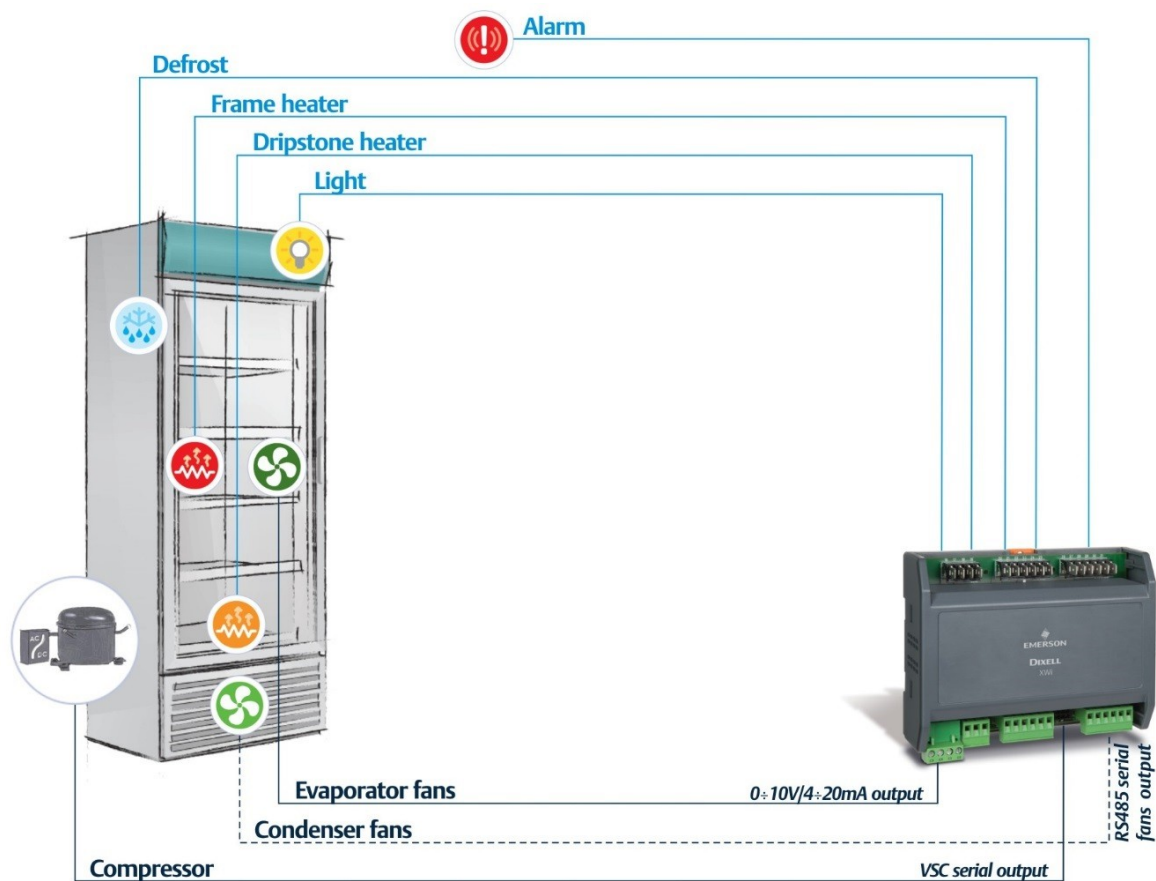 Alarm
Defrost
Frame heater
Dripstone heater
Light
AC
DC
EMERSON
DIXELL
XWi
Evaporator fans
0÷10V/4÷20mA output
Condenser fans
RS485 serial
fans output
Compressor
VSC serial output